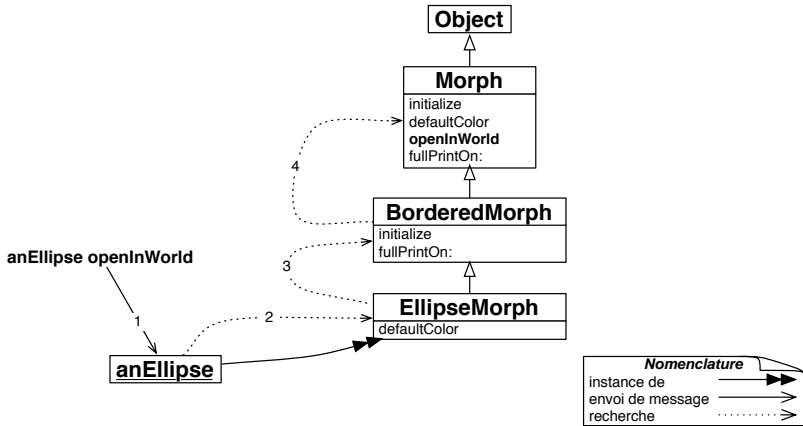 Object
Morph
initialize
defaultColor
openInWorld
fullPrintOn:
4
BorderedMorph
initialize
fullPrintOn:
anEllipse openInWorld
3
EllipseMorph
defaultColor
1
2
anEllipse
Nomenclature
instance de
envoi de message
recherche